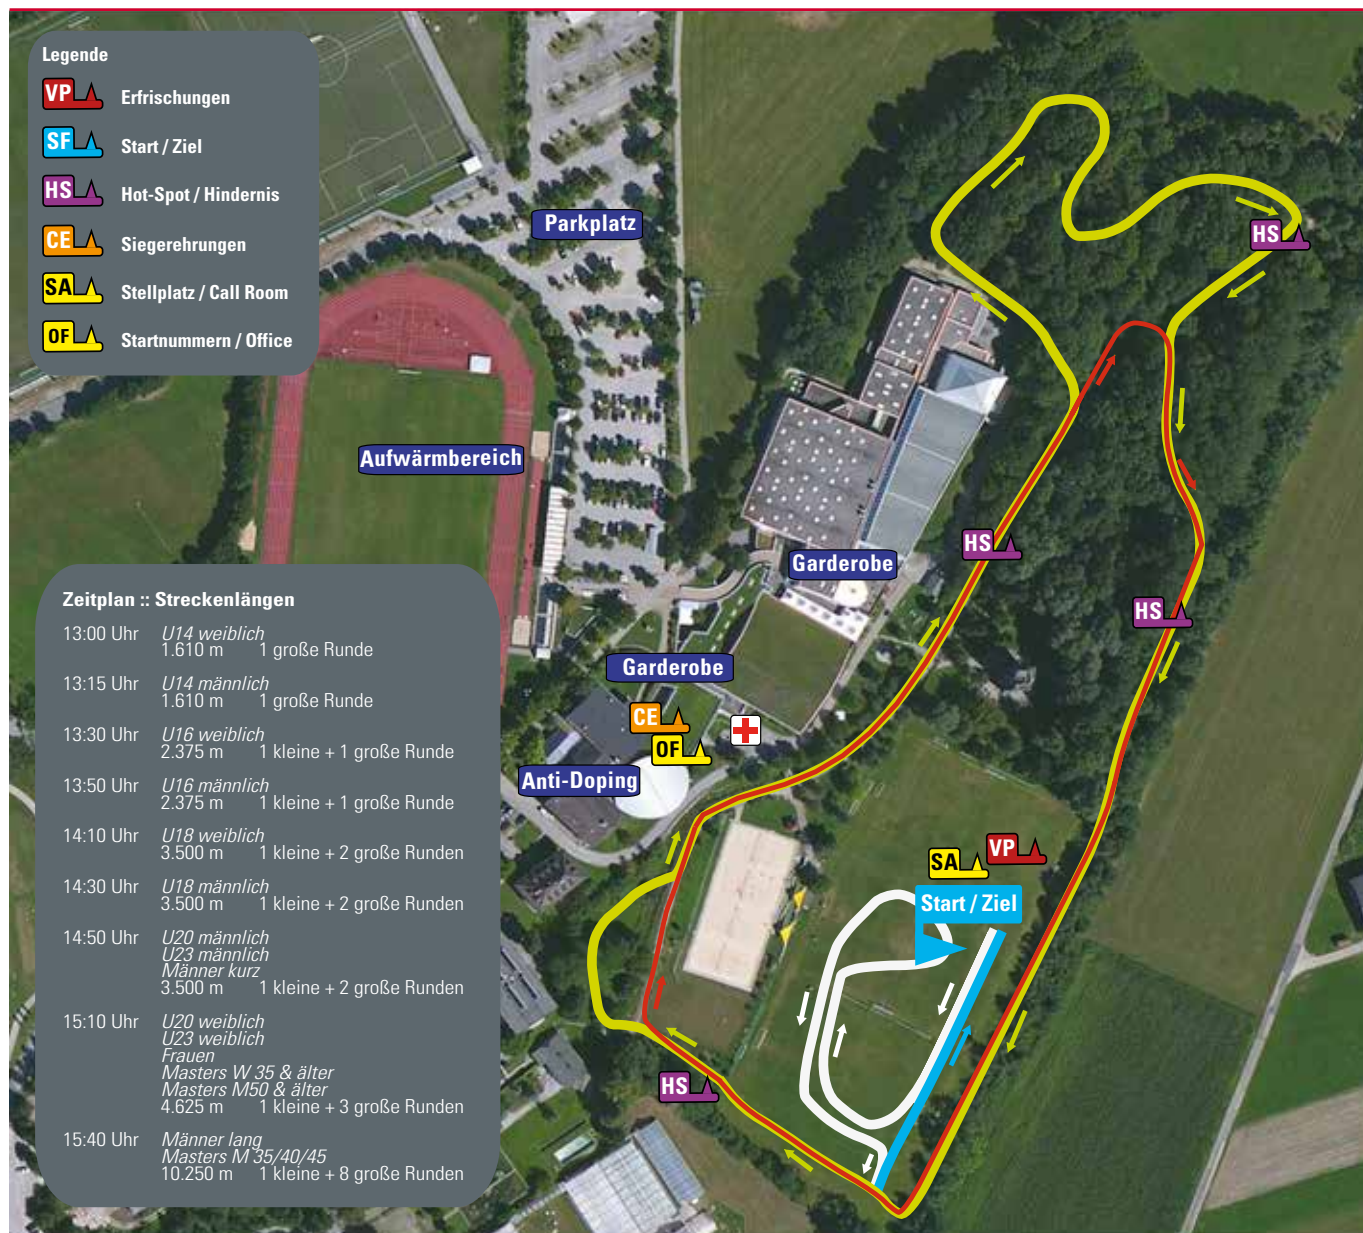 Legende
VP Erfrischungen
SF Start / Ziel
HS Hot-Spot / Hindernis
CE Siegerehrungen
SA Stellplatz / Call Room
OF Startnummern / Office
Parkplatz
HS
Aufwärmbereich
HS
Garderobe
HS
Garderobe
CE
OF
Anti-Doping
SA
VP
Start / Ziel
HS
Zeitplan :: Streckenlängen
13:00 Uhr U14 weiblich
1.610 m 1 große Runde
13:15 Uhr U14 männlich
1.610 m 1 große Runde
13:30 Uhr U16 weiblich
2.375 m 1 kleine + 1 große Runde
13:50 Uhr U16 männlich
2.375 m 1 kleine + 1 große Runde
14:10 Uhr U18 weiblich
3.500 m 1 kleine + 2 große Runden
14:30 Uhr U18 männlich
3.500 m 1 kleine + 2 große Runden
14:50 Uhr U20 männlich
U23 männlich
Männer kurz
3.500 m 1 kleine + 2 große Runden
15:10 Uhr U20 weiblich
U23 weiblich
Frauen
Masters W 35 & älter
Masters M50 & älter
4.625 m 1 kleine + 3 große Runden
15:40 Uhr Männer lang
Masters M 35/40/45
10.250 m 1 kleine + 8 große Runden